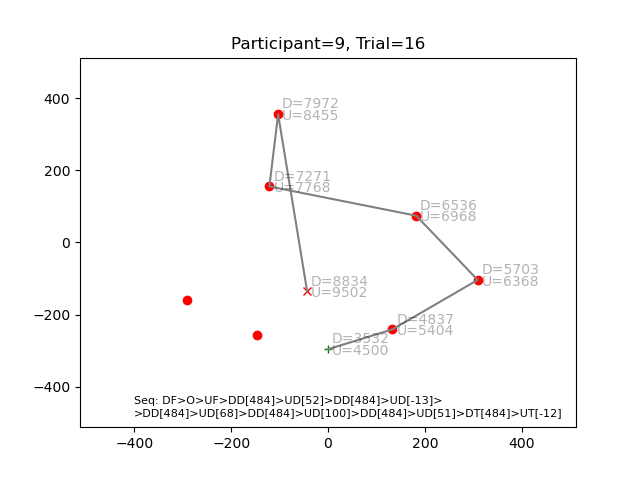 Participant=9, Trial=16
400
200
0
−200
−400
−400
−200
0
200
400
D=7972
U=8455
D=7271
U=7768
D=6536
U=6968
D=5703
U=6368
D=8834
U=9502
D=4837
U=5404
D=3532
U=4500
Seq: DF>O>UF>DD[484]>UD[52]>DD[484]>UD[-13]>
>DD[484]>UD[68]>DD[484]>UD[100]>DD[484]>UD[51]>DT[484]>UT[-12]